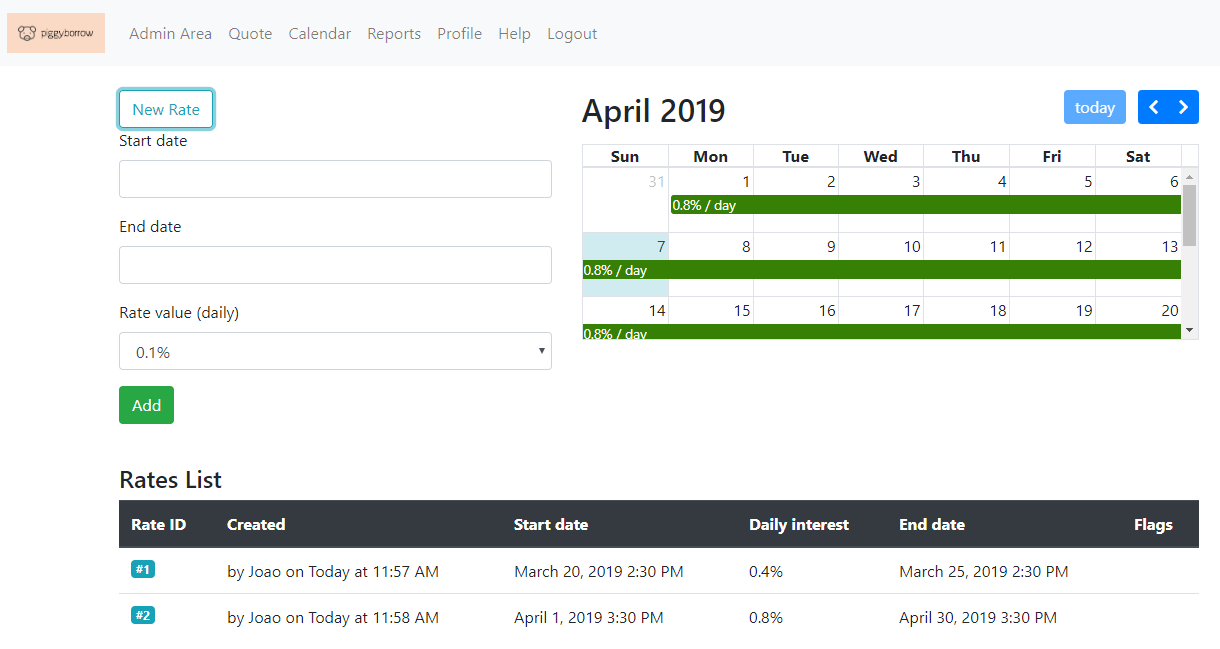 piggyborrow Admin Area Quote Calendar Reports Profile Help Logout
New Rate
Start date
End date
Rate value (daily)
0.1%
Add
April 2019 today
Sun Mon Tue Wed Thu Fri Sat
31 1 2 3 4 5 6
0.8% / day
7 8 9 10 11 12 13
0.8% / day
14 15 16 17 18 19 20
0.8% / day
Rates List
Rate ID Created Start date Daily interest End date Flags
#1 by Joao on Today at 11:57 AM March 20, 2019 2:30 PM 0.4% March 25, 2019 2:30 PM
#2 by Joao on Today at 11:58 AM April 1, 2019 3:30 PM 0.8% April 30, 2019 3:30 PM